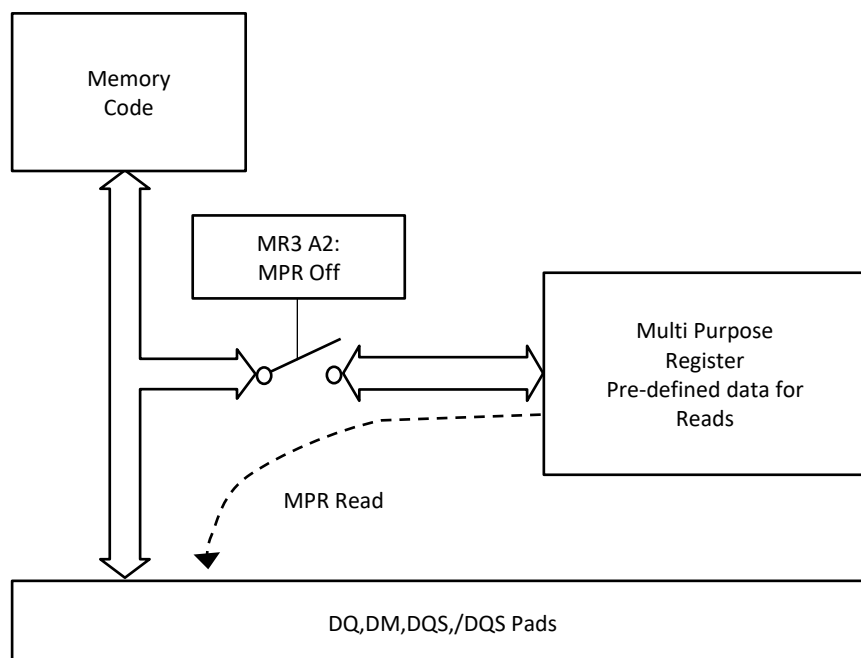 Memory
Code
MR3 A2:
MPR Off
Multi Purpose
Register
Pre-defined data for
Reads
MPR Read
DQ,DM,DQS,/DQS Pads